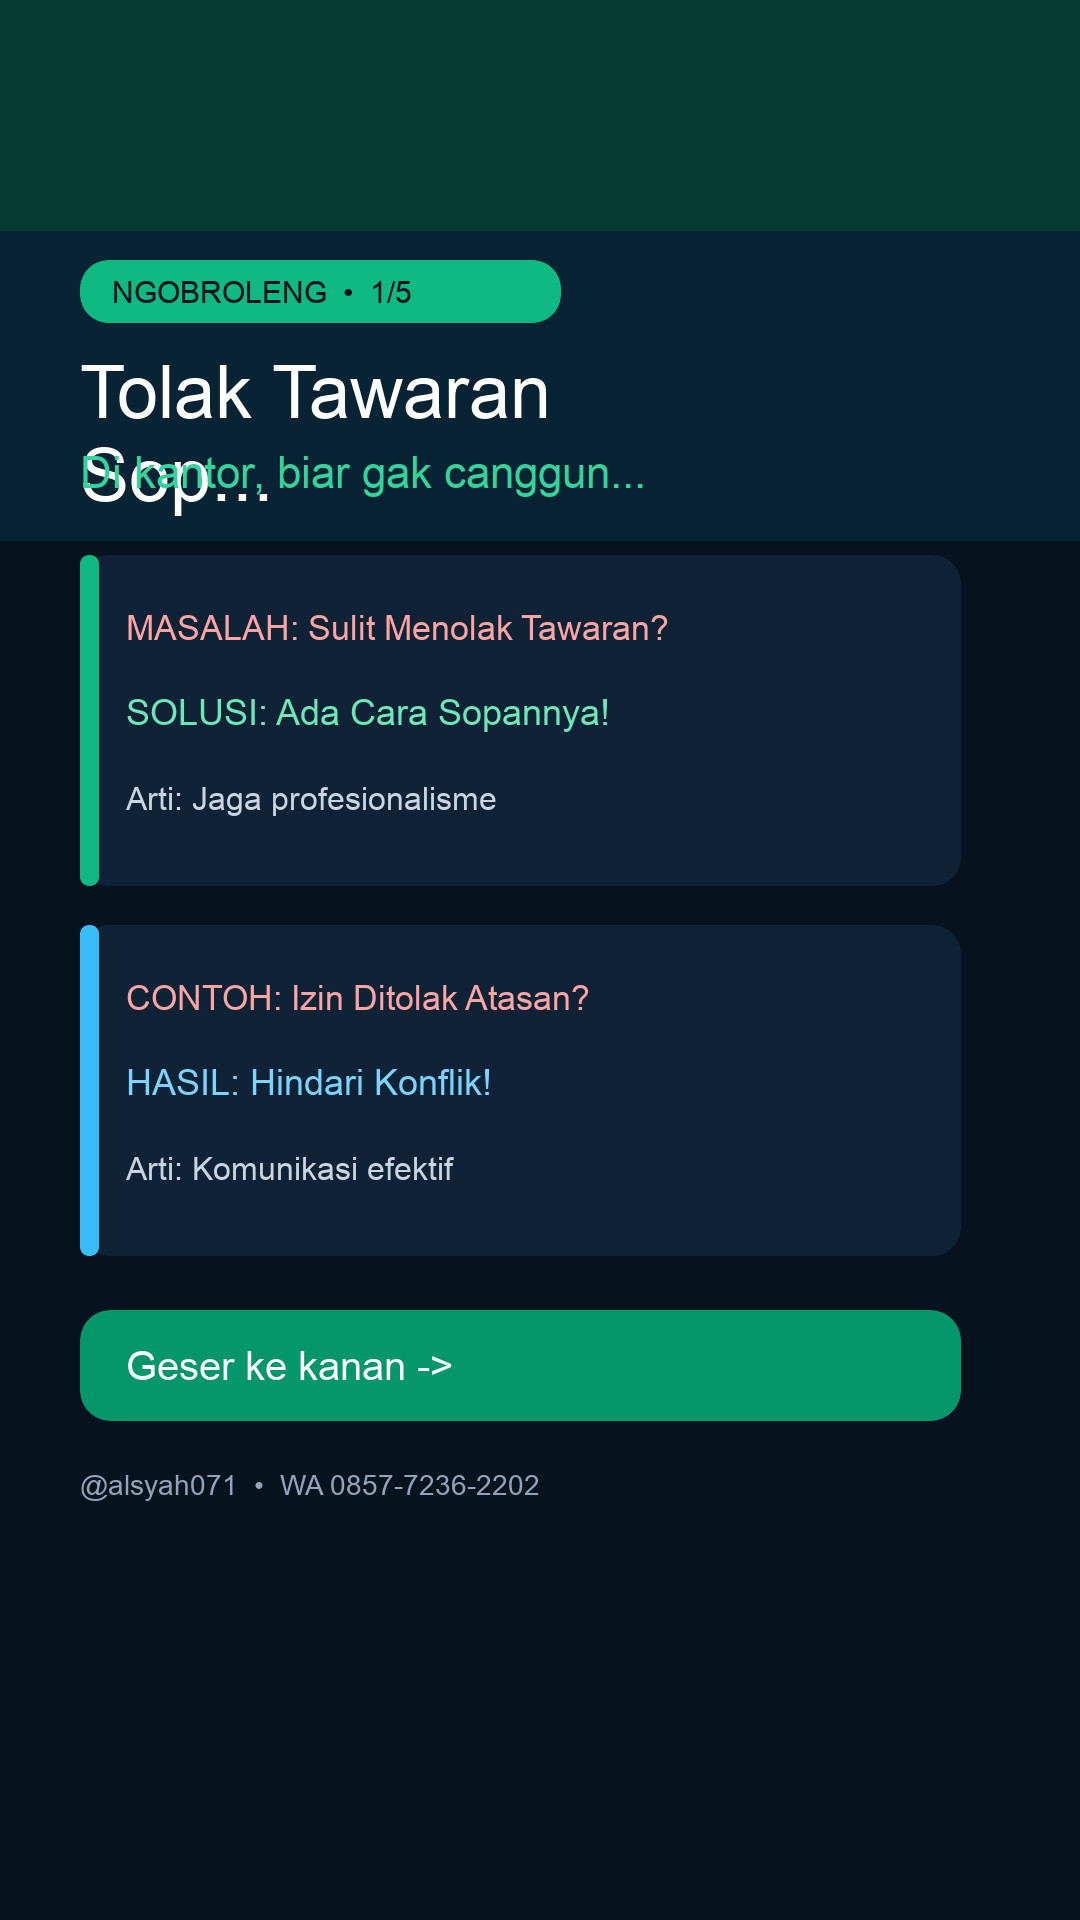 NGOBROLENG • 1/5
Tolak Tawaran
Sop...
Di kantor, biar gak canggun...
MASALAH: Sulit Menolak Tawaran?
SOLUSI: Ada Cara Sopannya!
Arti: Jaga profesionalisme
CONTOH: Izin Ditolak Atasan?
HASIL: Hindari Konflik!
Arti: Komunikasi efektif
Geser ke kanan ->
@alsyah071 • WA 0857-7236-2202